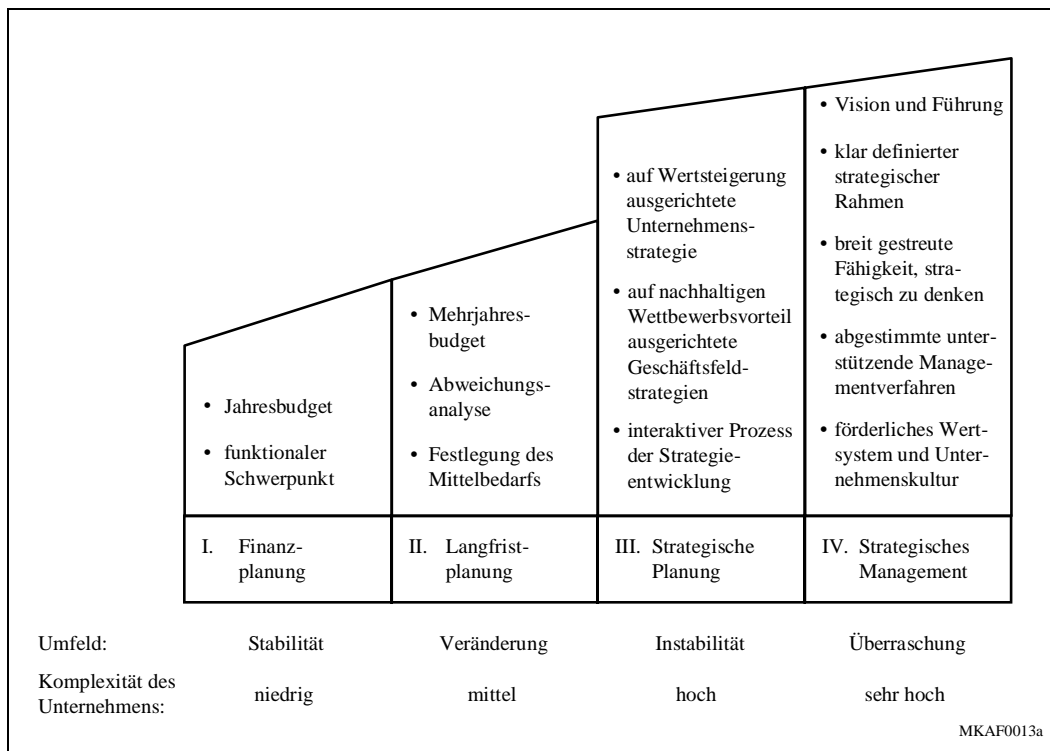 • Jahresbudget
• funktionaler
Schwerpunkt
• Mehrjahres-
budget
• Abweichungs-
analyse
• Festlegung des
Mittelbedarfs
• auf Wertsteigerung
ausgerichtete
Unternehmens-
strategie
• auf nachhaltigen
Wettbewerbsvorteil
ausgerichtete
Geschäftsfeld-
strategien
• interaktiver Prozess
der Strategie-
entwicklung
• Vision und Führung
• klar definierter
strategischer
Rahmen
• breit gestreute
Fähigkeit, stra-
tegisch zu denken
• abgestimmte unter-
stützende Manage-
mentverfahren
• förderliches Wert-
system und Unter-
nehmenskultur
I. Finanz-
planung
II. Langfrist-
planung
III. Strategische
Planung
IV. Strategisches
Management
Umfeld: Stabilität Veränderung Instabilität Überraschung
Komplexität des
Unternehmens: niedrig mittel hoch sehr hoch
MKAF0013a